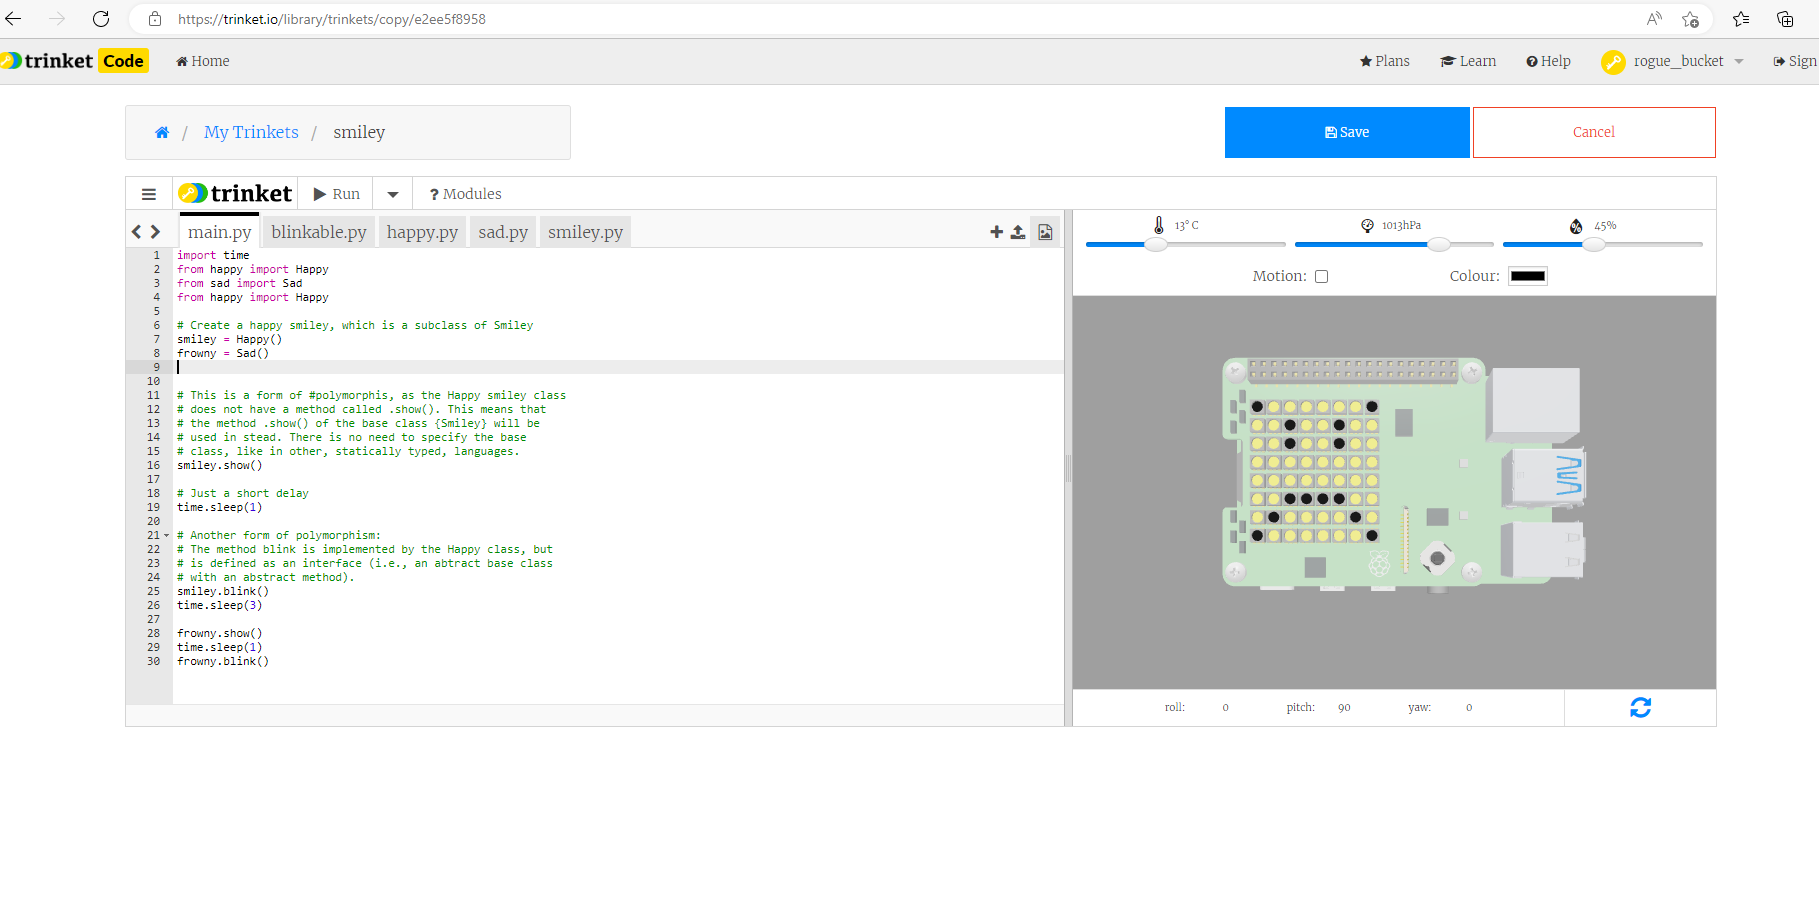 https://trinket.io/library/trinkets/copy/e2ee5f8958
trinket Code Home Plans Learn Help rogue_bucket Sign
/ My Trinkets / smiley Save Cancel
trinket Run ? Modules
main.py blinkable.py happy.py sad.py smiley.py
13° C 1013hPa 45%
Motion: Colour:
1 import time
2 from happy import Happy
3 from sad import Sad
4 from happy import Happy
5
6 # Create a happy smiley, which is a subclass of Smiley
7 smiley = Happy()
8 frowny = Sad()
9
10
11 # This is a form of #polymorphis, as the Happy smiley class
12 # does not have a method called .show(). This means that
13 # the method .show() of the base class {Smiley} will be
14 # used in stead. There is no need to specify the base
15 # class, like in other, statically typed, languages.
16 smiley.show()
17
18 # Just a short delay
19 time.sleep(1)
20
21 # Another form of polymorphism:
22 # The method blink is implemented by the Happy class, but
23 # is defined as an interface (i.e., an abtract base class
24 # with an abstract method).
25 smiley.blink()
26 time.sleep(3)
27
28 frowny.show()
29 time.sleep(1)
30 frowny.blink()
roll: 0 pitch: 90 yaw: 0